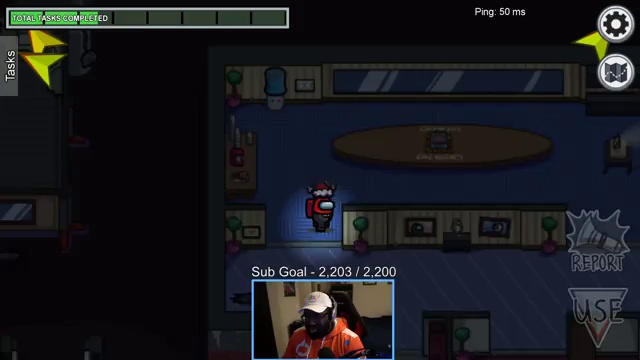 TOTAL TASKS COMPLETED
Ping: 50 ms
Tasks
REPORT
USE
Sub Goal - 2,203 / 2,200